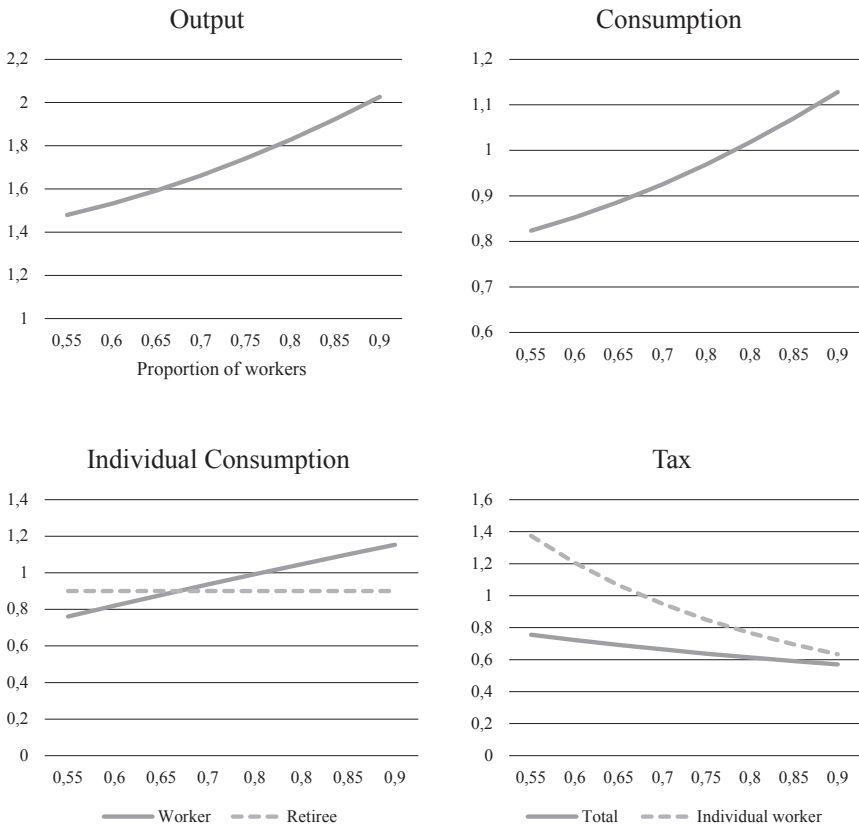 Output
2,2
2
1,8
1,6
1,4
1,2
1
0,55 0,6 0,65 0,7 0,75 0,8 0,85 0,9
Proportion of workers
Consumption
1,2
1,1
1
0,9
0,8
0,7
0,6
0,55 0,6 0,65 0,7 0,8 0,8 0,85 0,9
Individual Consumption
1,4
1,2
1
0,8
0,6
0,4
0,2
0
0,55 0,6 0,65 0,7 0,8 0,8 0,85 0,9
Worker Retiree
Tax
1,6
1,4
1,2
1
0,8
0,6
0,4
0,2
0
0,55 0,6 0,65 0,7 0,75 0,8 0,85 0,9
Total Individual worker